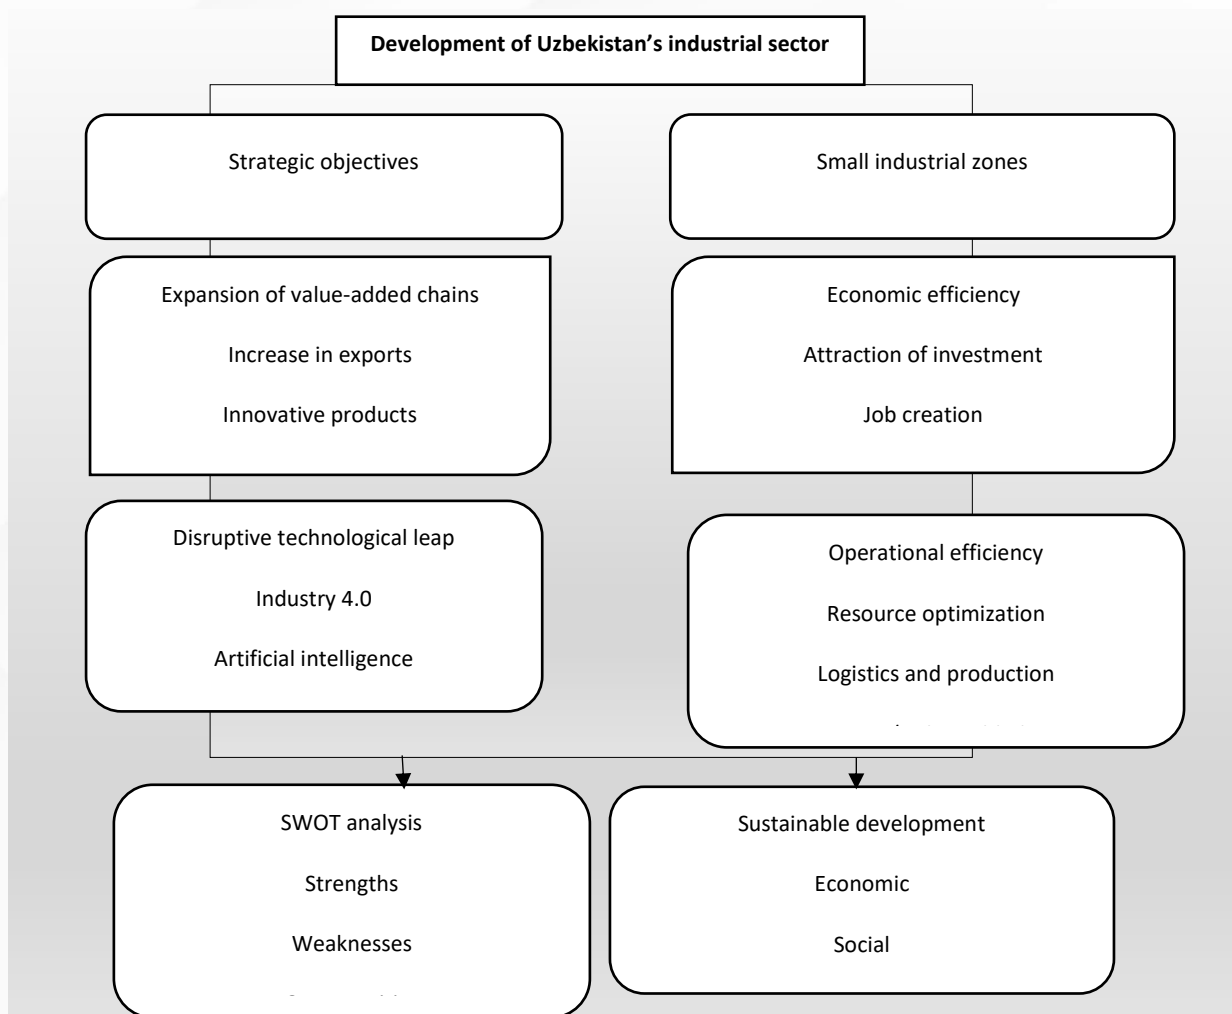 Development of Uzbekistan’s industrial sector
Strategic objectives
Small industrial zones
Expansion of value-added chains
Increase in exports
Innovative products
Economic efficiency
Attraction of investment
Job creation
Disruptive technological leap
Industry 4.0
Artificial intelligence
Operational efficiency
Resource optimization
Logistics and production
SWOT analysis
Strengths
Weaknesses
Sustainable development
Economic
Social